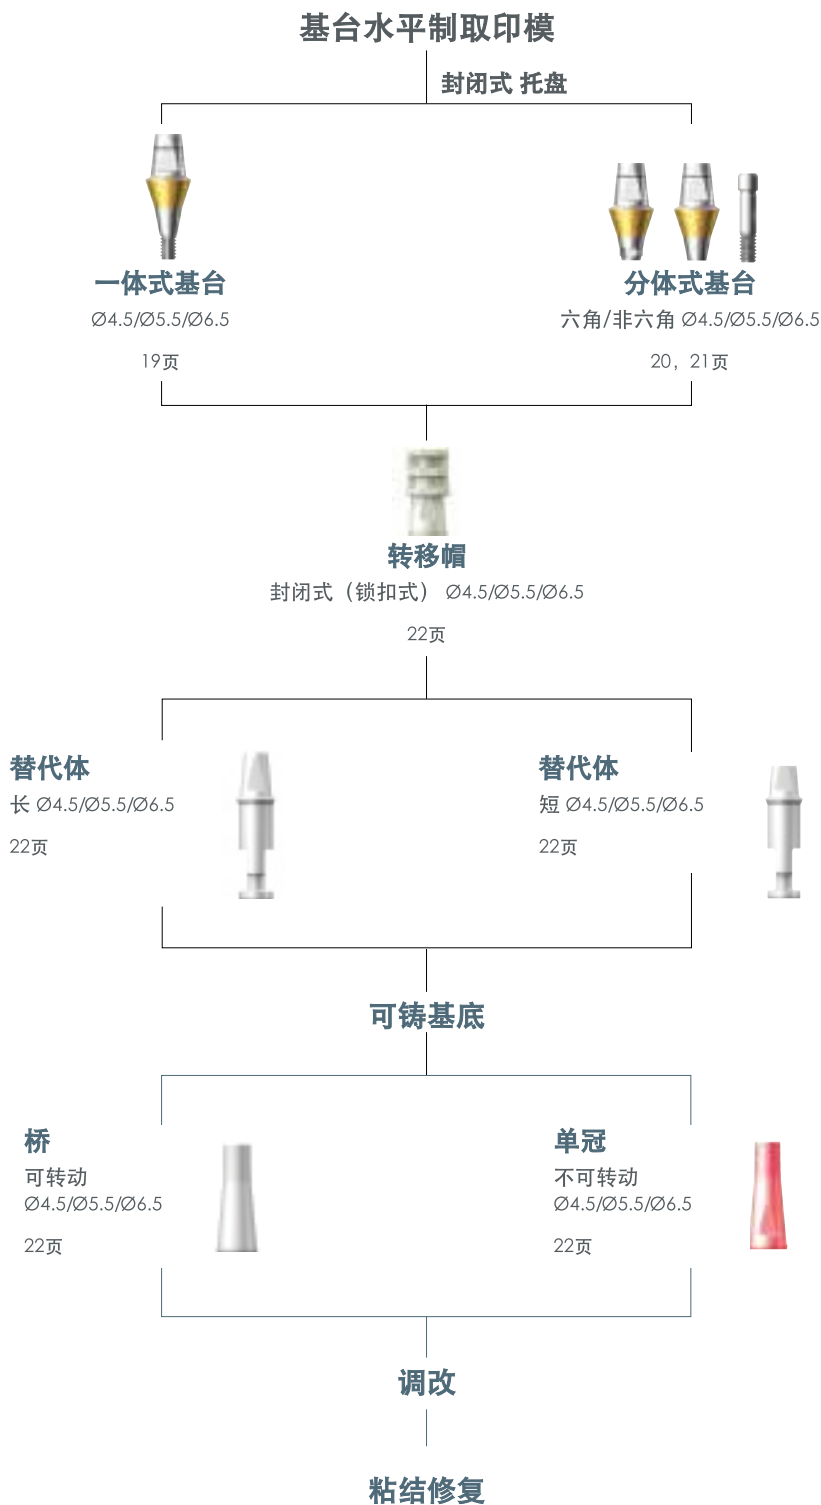 基台水平制取印模
封闭式 托盘
一体式基台
Ø4.5/Ø5.5/Ø6.5
19页
分体式基台
六角/非六角 Ø4.5/Ø5.5/Ø6.5
20，21页
转移帽
封闭式（锁扣式） Ø4.5/Ø5.5/Ø6.5
22页
替代体
长 Ø4.5/Ø5.5/Ø6.5
22页
替代体
短 Ø4.5/Ø5.5/Ø6.5
22页
可铸基底
桥
可转动
Ø4.5/Ø5.5/Ø6.5
22页
单冠
不可转动
Ø4.5/Ø5.5/Ø6.5
22页
调改
粘结修复